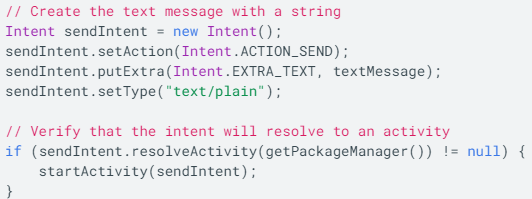 // Create the text message with a string
Intent sendIntent = new Intent();
sendIntent.setAction(Intent.ACTION_SEND);
sendIntent.putExtra(Intent.EXTRA_TEXT, textMessage);
sendIntent.setType("text/plain");

// Verify that the intent will resolve to an activity
if (sendIntent.resolveActivity(getPackageManager()) != null) {
    startActivity(sendIntent);
}